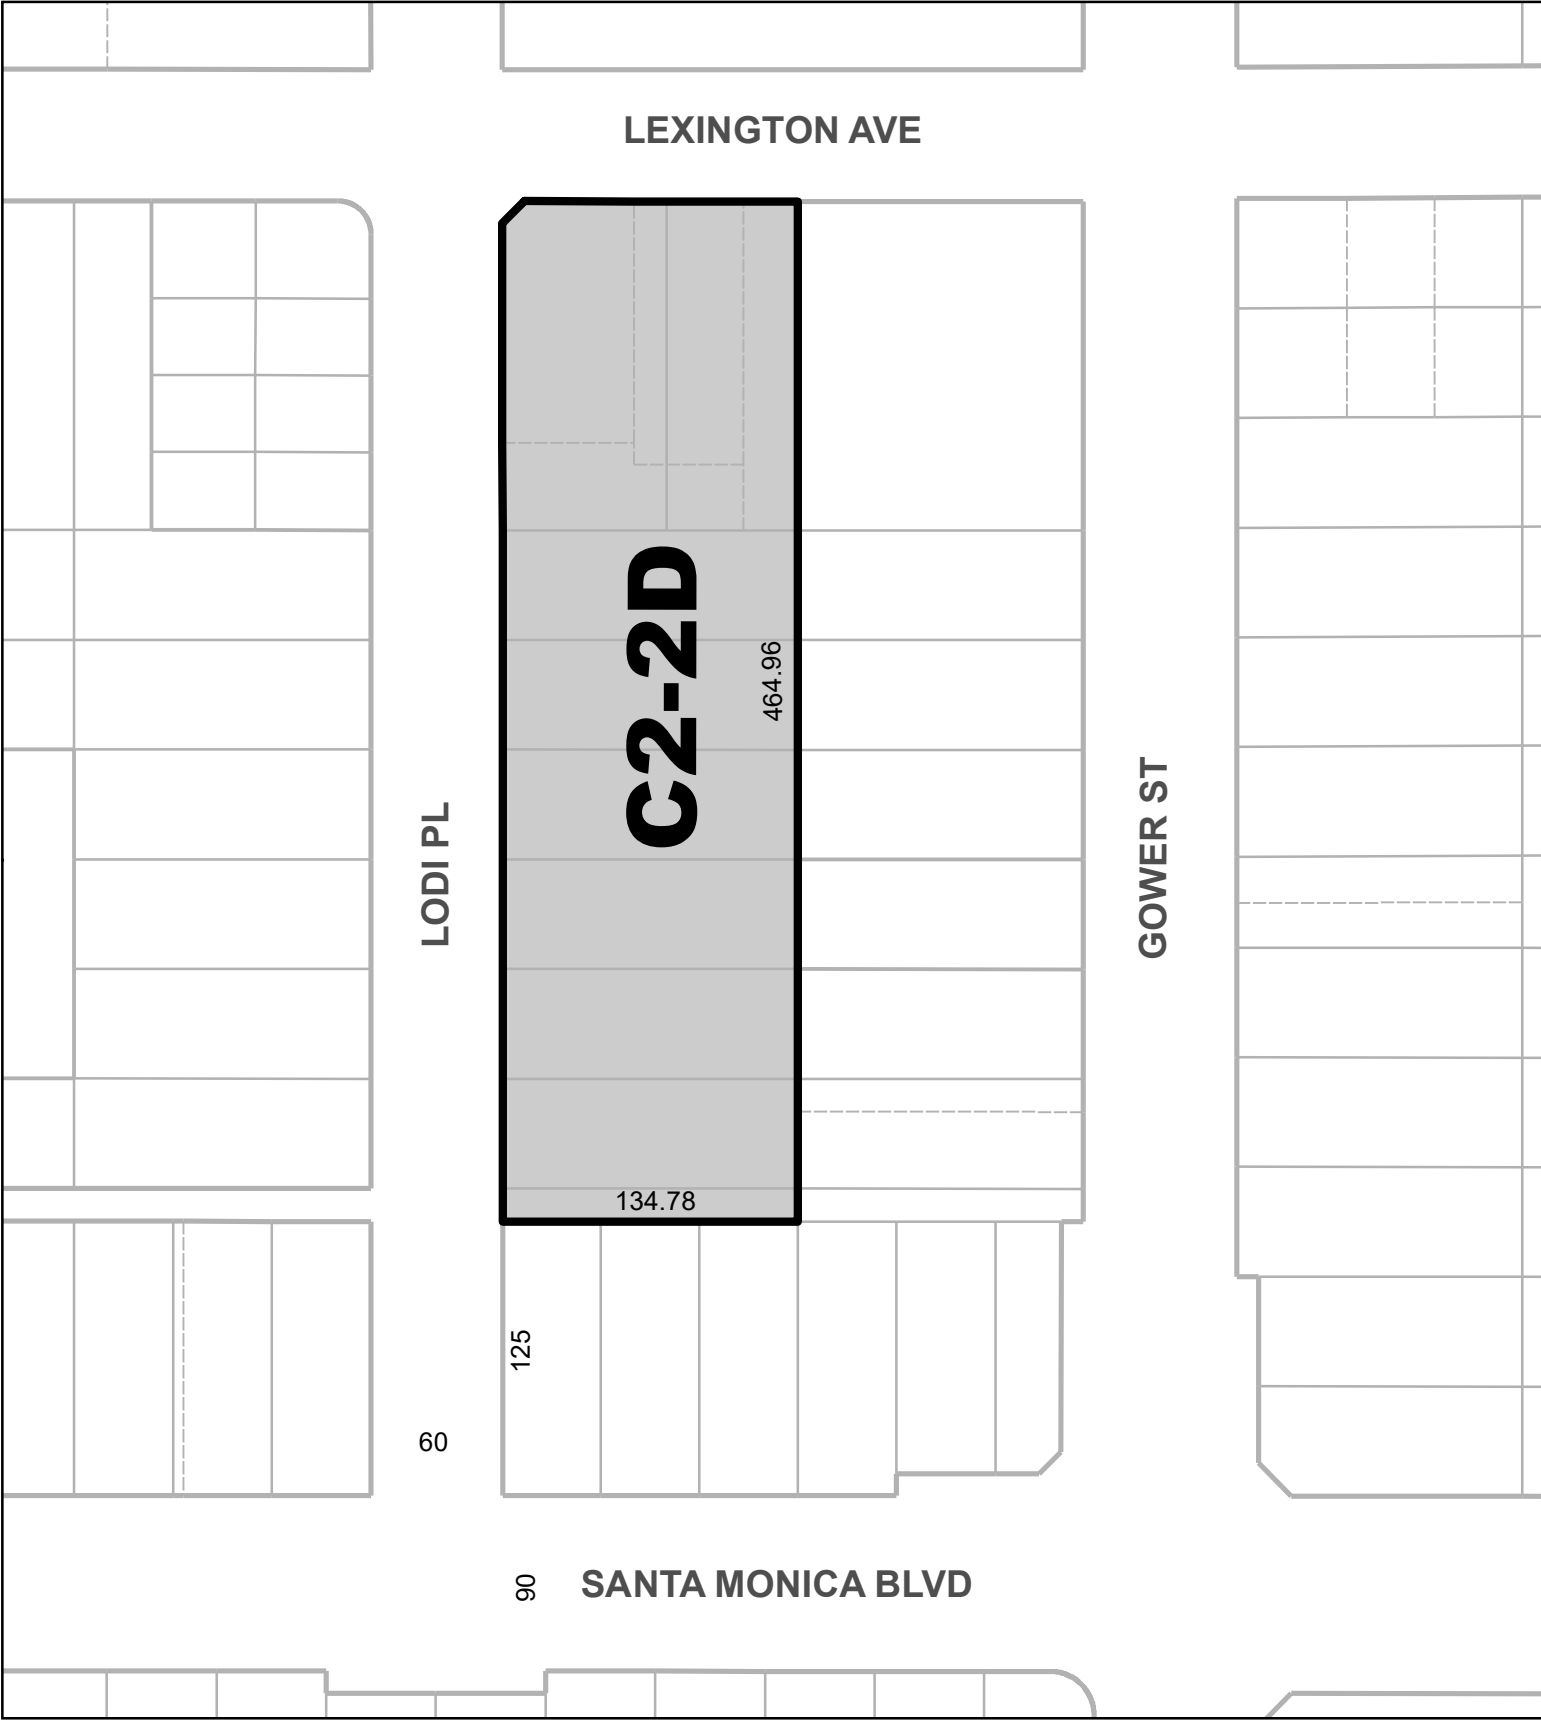 LEXINGTON AVE
C2-2D
464.96
LODI PL
GOWER ST
134.78
125
60
90
SANTA MONICA BLVD